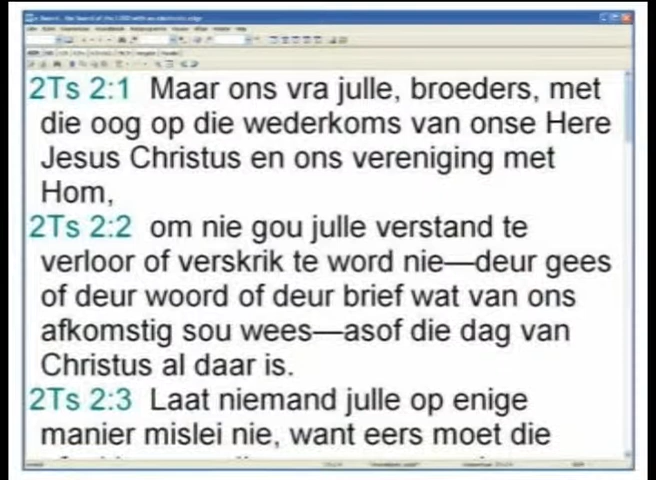 2Ts 2:1 Maar ons vra julle, broeders, met
die oog op die wederkoms van onse Here
Jesus Christus en ons vereniging met
Hom,
2Ts 2:2 om nie gou julle verstand te
verloor of verskrik te word nie—deur gees
of deur woord of deur brief wat van ons
afkomstig sou wees—asof die dag van
Christus al daar is.
2Ts 2:3 Laat niemand julle op enige
manier mislei nie, want eers moet die